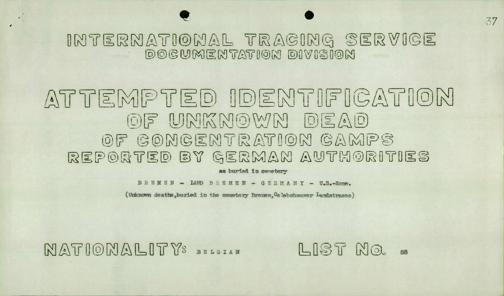 37
INTERNATIONAL TRACING SERVICE
DOCUMENTATION DIVISION
ATTEMPTED IDENTIFICATION
OF UNKNOWN DEAD
OF CONCENTRATION CAMPS
REPORTED BY GERMAN AUTHORITIES
as buried in cemetery
BREMEN - LAND BREMEN - GERMANY - U.S.-Zone.
(Unknown deaths, buried in the cemetery Bremen, Landstrasse)
NATIONALITY: BELGIAN LIST No.